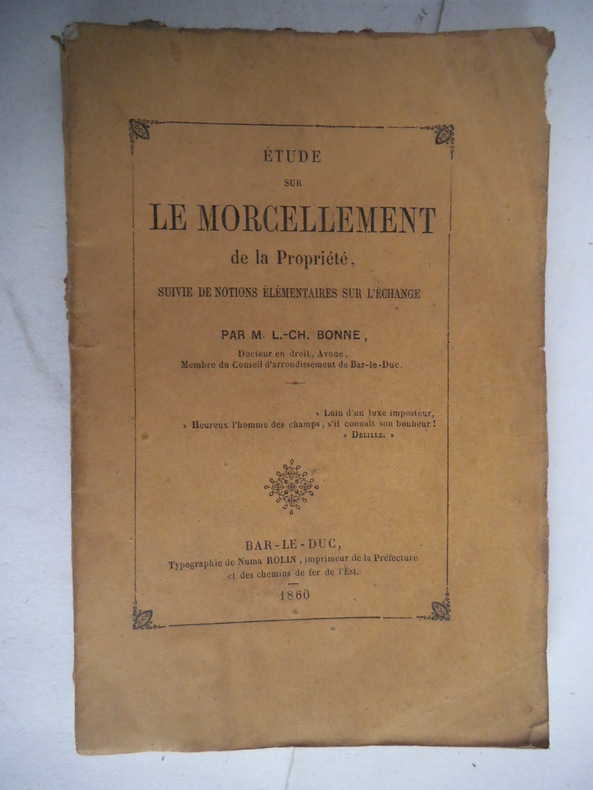 ÉTUDE
SUR
LE MORCELLEMENT
de la Propriété,
SUIVIE DE NOTIONS ÉLÉMENTAIRES SUR L'ÉCHANGE
PAR M. L.-CH. BONNE,
Docteur en droit, Avoue,
Membre du Conseil d'arrondissement de Bar-le-Duc.
« Loin d'un luxe imposteur,
» Heureux l'homme des champs, s'il connait son bonheur!
» DELILLE. »
BAR-LE-DUC,
Typographie de Numa ROLIN, imprimeur de la Préfecture
et des chemins de fer de l'Est.
1860